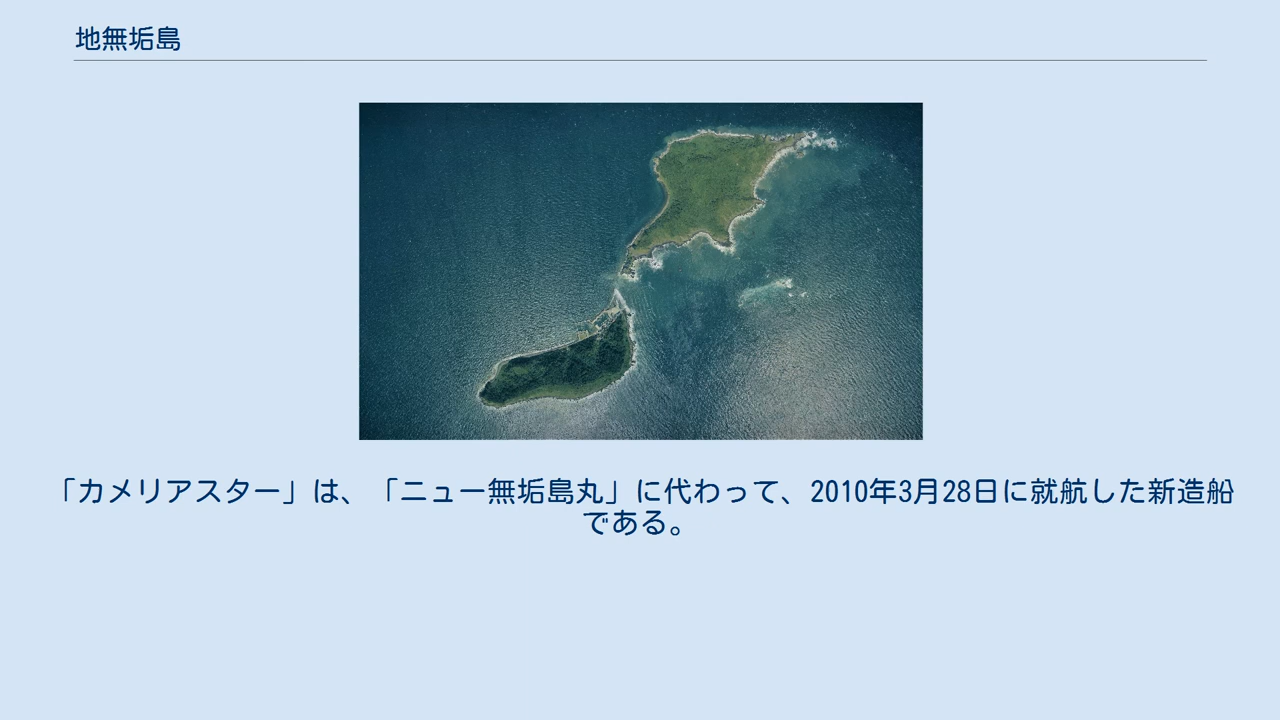 地無垢島
「カメリアスター」は、「ニュー無垢島丸」に代わって、2010年3月28日に就航した新造船
である。